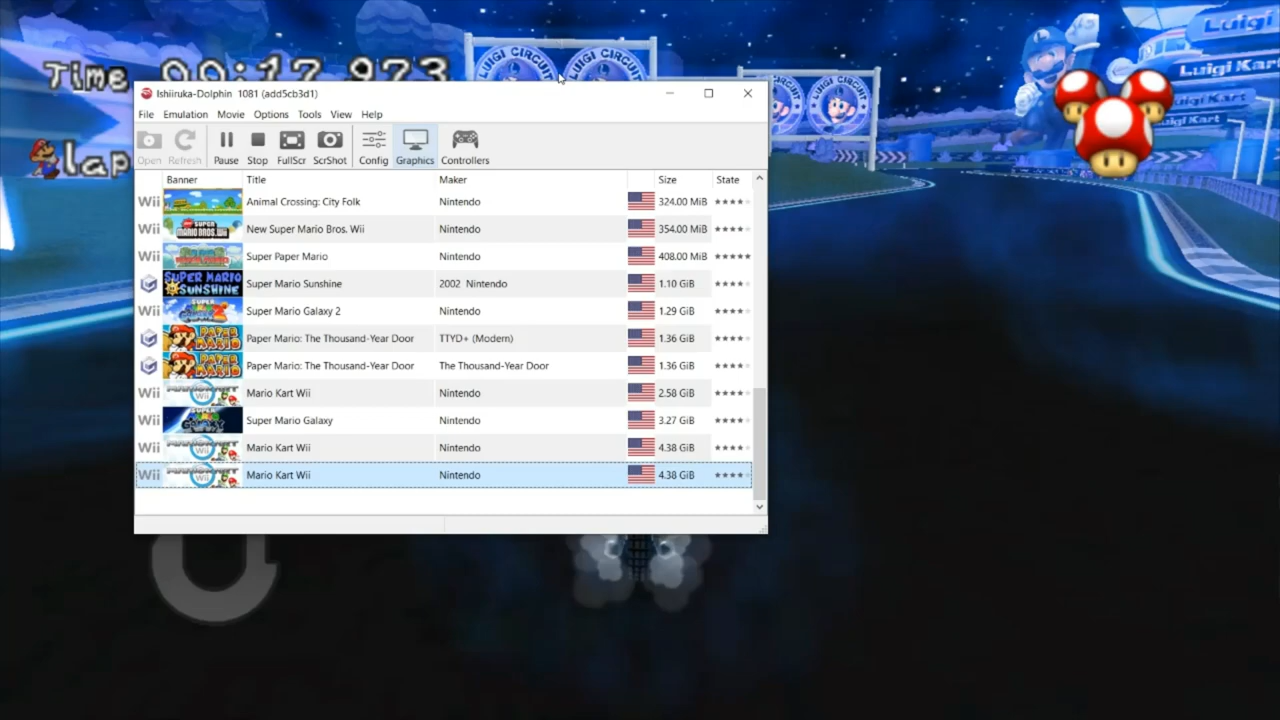 Luigi
LUIGI CIRCUIT LUIGI CIRCUIT
Time 00:17.973
Luigi Kart
Ishiiruka-Dolphin 1081 (add5cb3d1)
File Emulation Movie Options Tools View Help
lap
Open Refresh Pause Stop FullScr ScrShot Config Graphics Controllers
Banner Title Maker Size State
Wii Animal Crossing: City Folk Nintendo 324.00 MiB
Wii New Super Mario Bros. Wii Nintendo 354.00 MiB
Wii Super Paper Mario Nintendo 408.00 MiB
SUPER MARIO SUNSHINE Super Mario Sunshine 2002 Nintendo 1.10 GiB
Wii Super Mario Galaxy 2 Nintendo 1.29 GiB
PAPER MARIO Paper Mario: The Thousand-Year Door TTYD+ (Modern) 1.36 GiB
PAPER MARIO Paper Mario: The Thousand-Year Door The Thousand-Year Door 1.36 GiB
Wii Mario Kart Wii Nintendo 2.58 GiB
Wii Super Mario Galaxy Nintendo 3.27 GiB
Wii Mario Kart Wii Nintendo 4.38 GiB
Wii Mario Kart Wii Nintendo 4.38 GiB